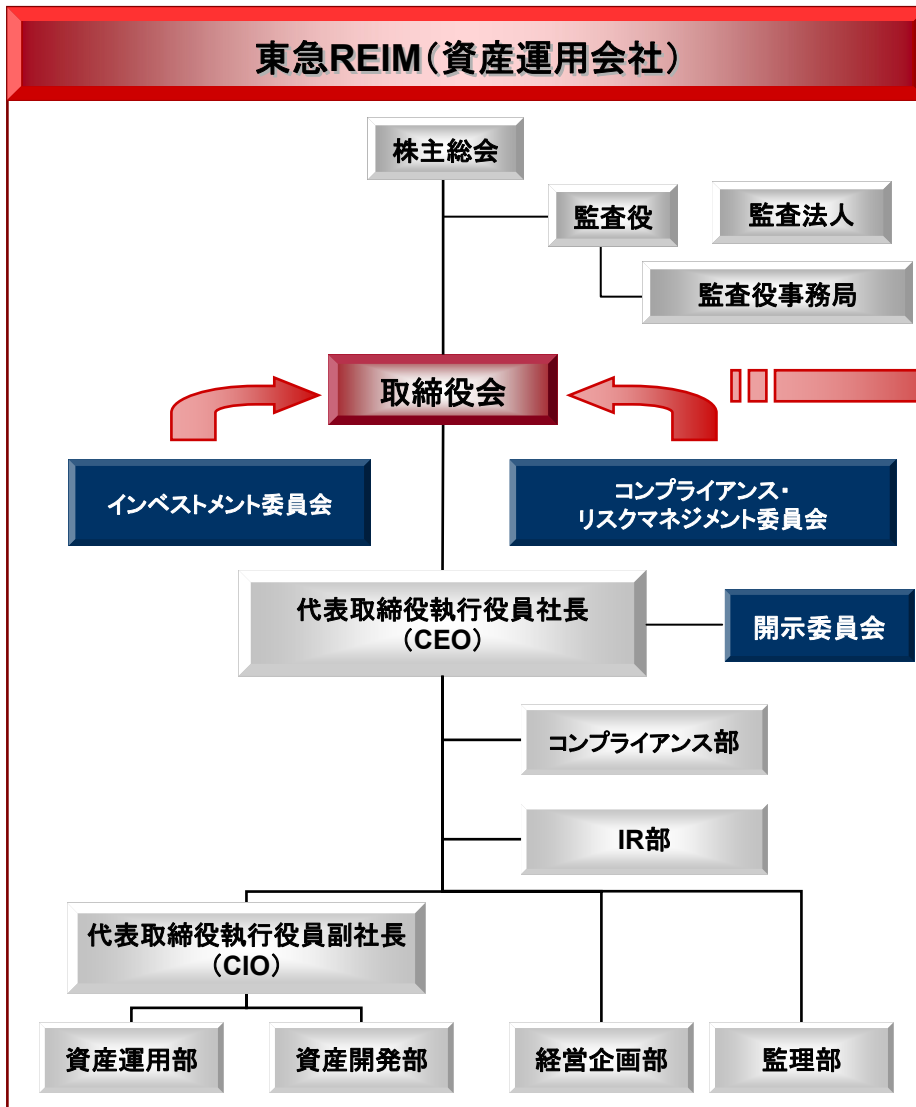 東急REIM（資産運用会社）
株主総会
監査役
監査法人
監査役事務局
取締役会
インベストメント委員会
コンプライアンス・
リスクマネジメント委員会
代表取締役執行役員社長
（CEO）
開示委員会
コンプライアンス部
IR部
代表取締役執行役員副社長
（CIO）
資産運用部
資産開発部
経営企画部
監理部